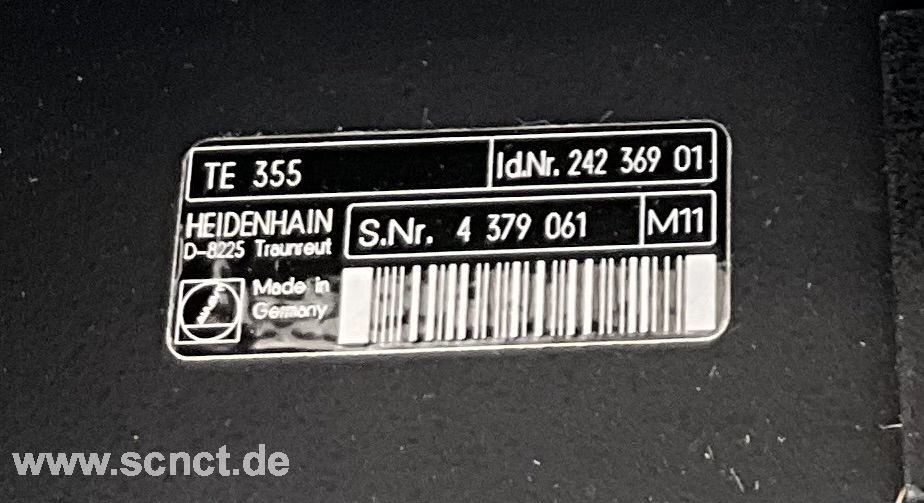 TE 355
Id.Nr. 242 369 01
HEIDENHAIN
D-8225 Traunreut
S.Nr. 4 379 061
M11
Made in
Germany
www.scnct.de